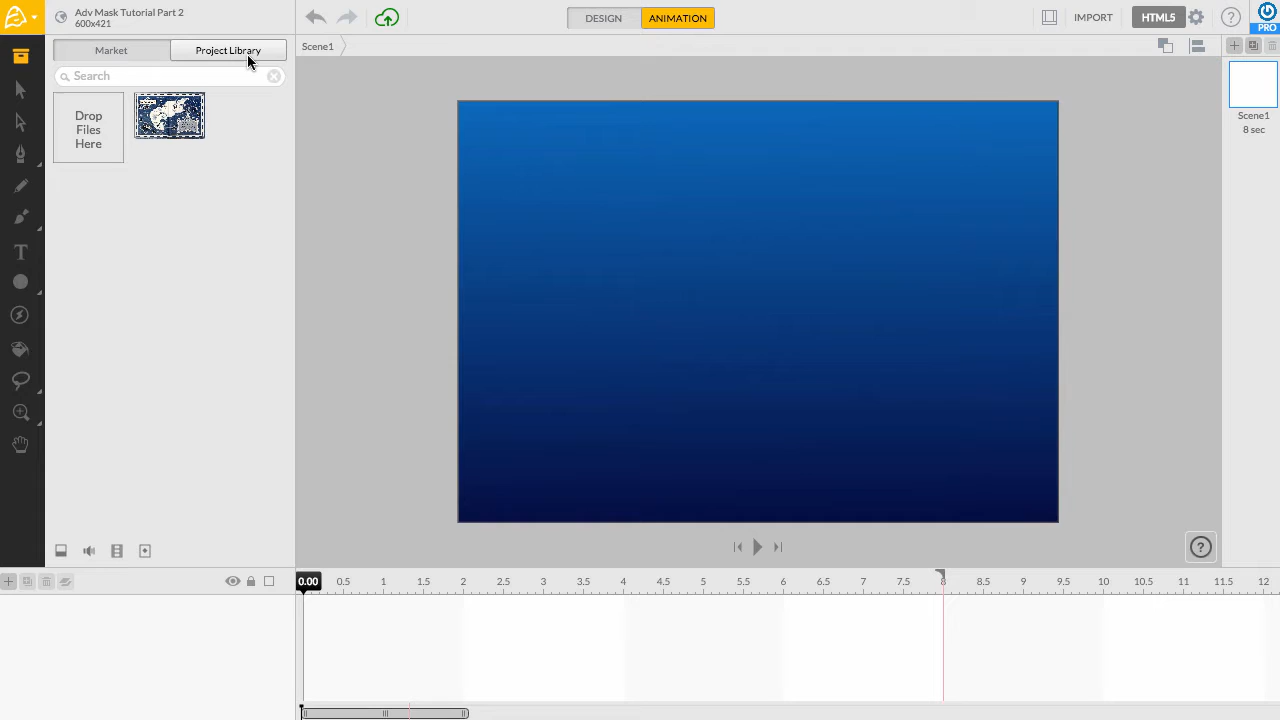 Adv Mask Tutorial Part 2
600x421
DESIGN
ANIMATION
IMPORT
HTML5
PRO
Market
Project Library
Scene1
Search
Drop
Files
Here
Scene1
8 sec
0.00 0.5 1 1.5 2 2.5 3 3.5 4 4.5 5 5.5 6 6.5 7 7.5 8 8.5 9 9.5 10 10.5 11 11.5 12